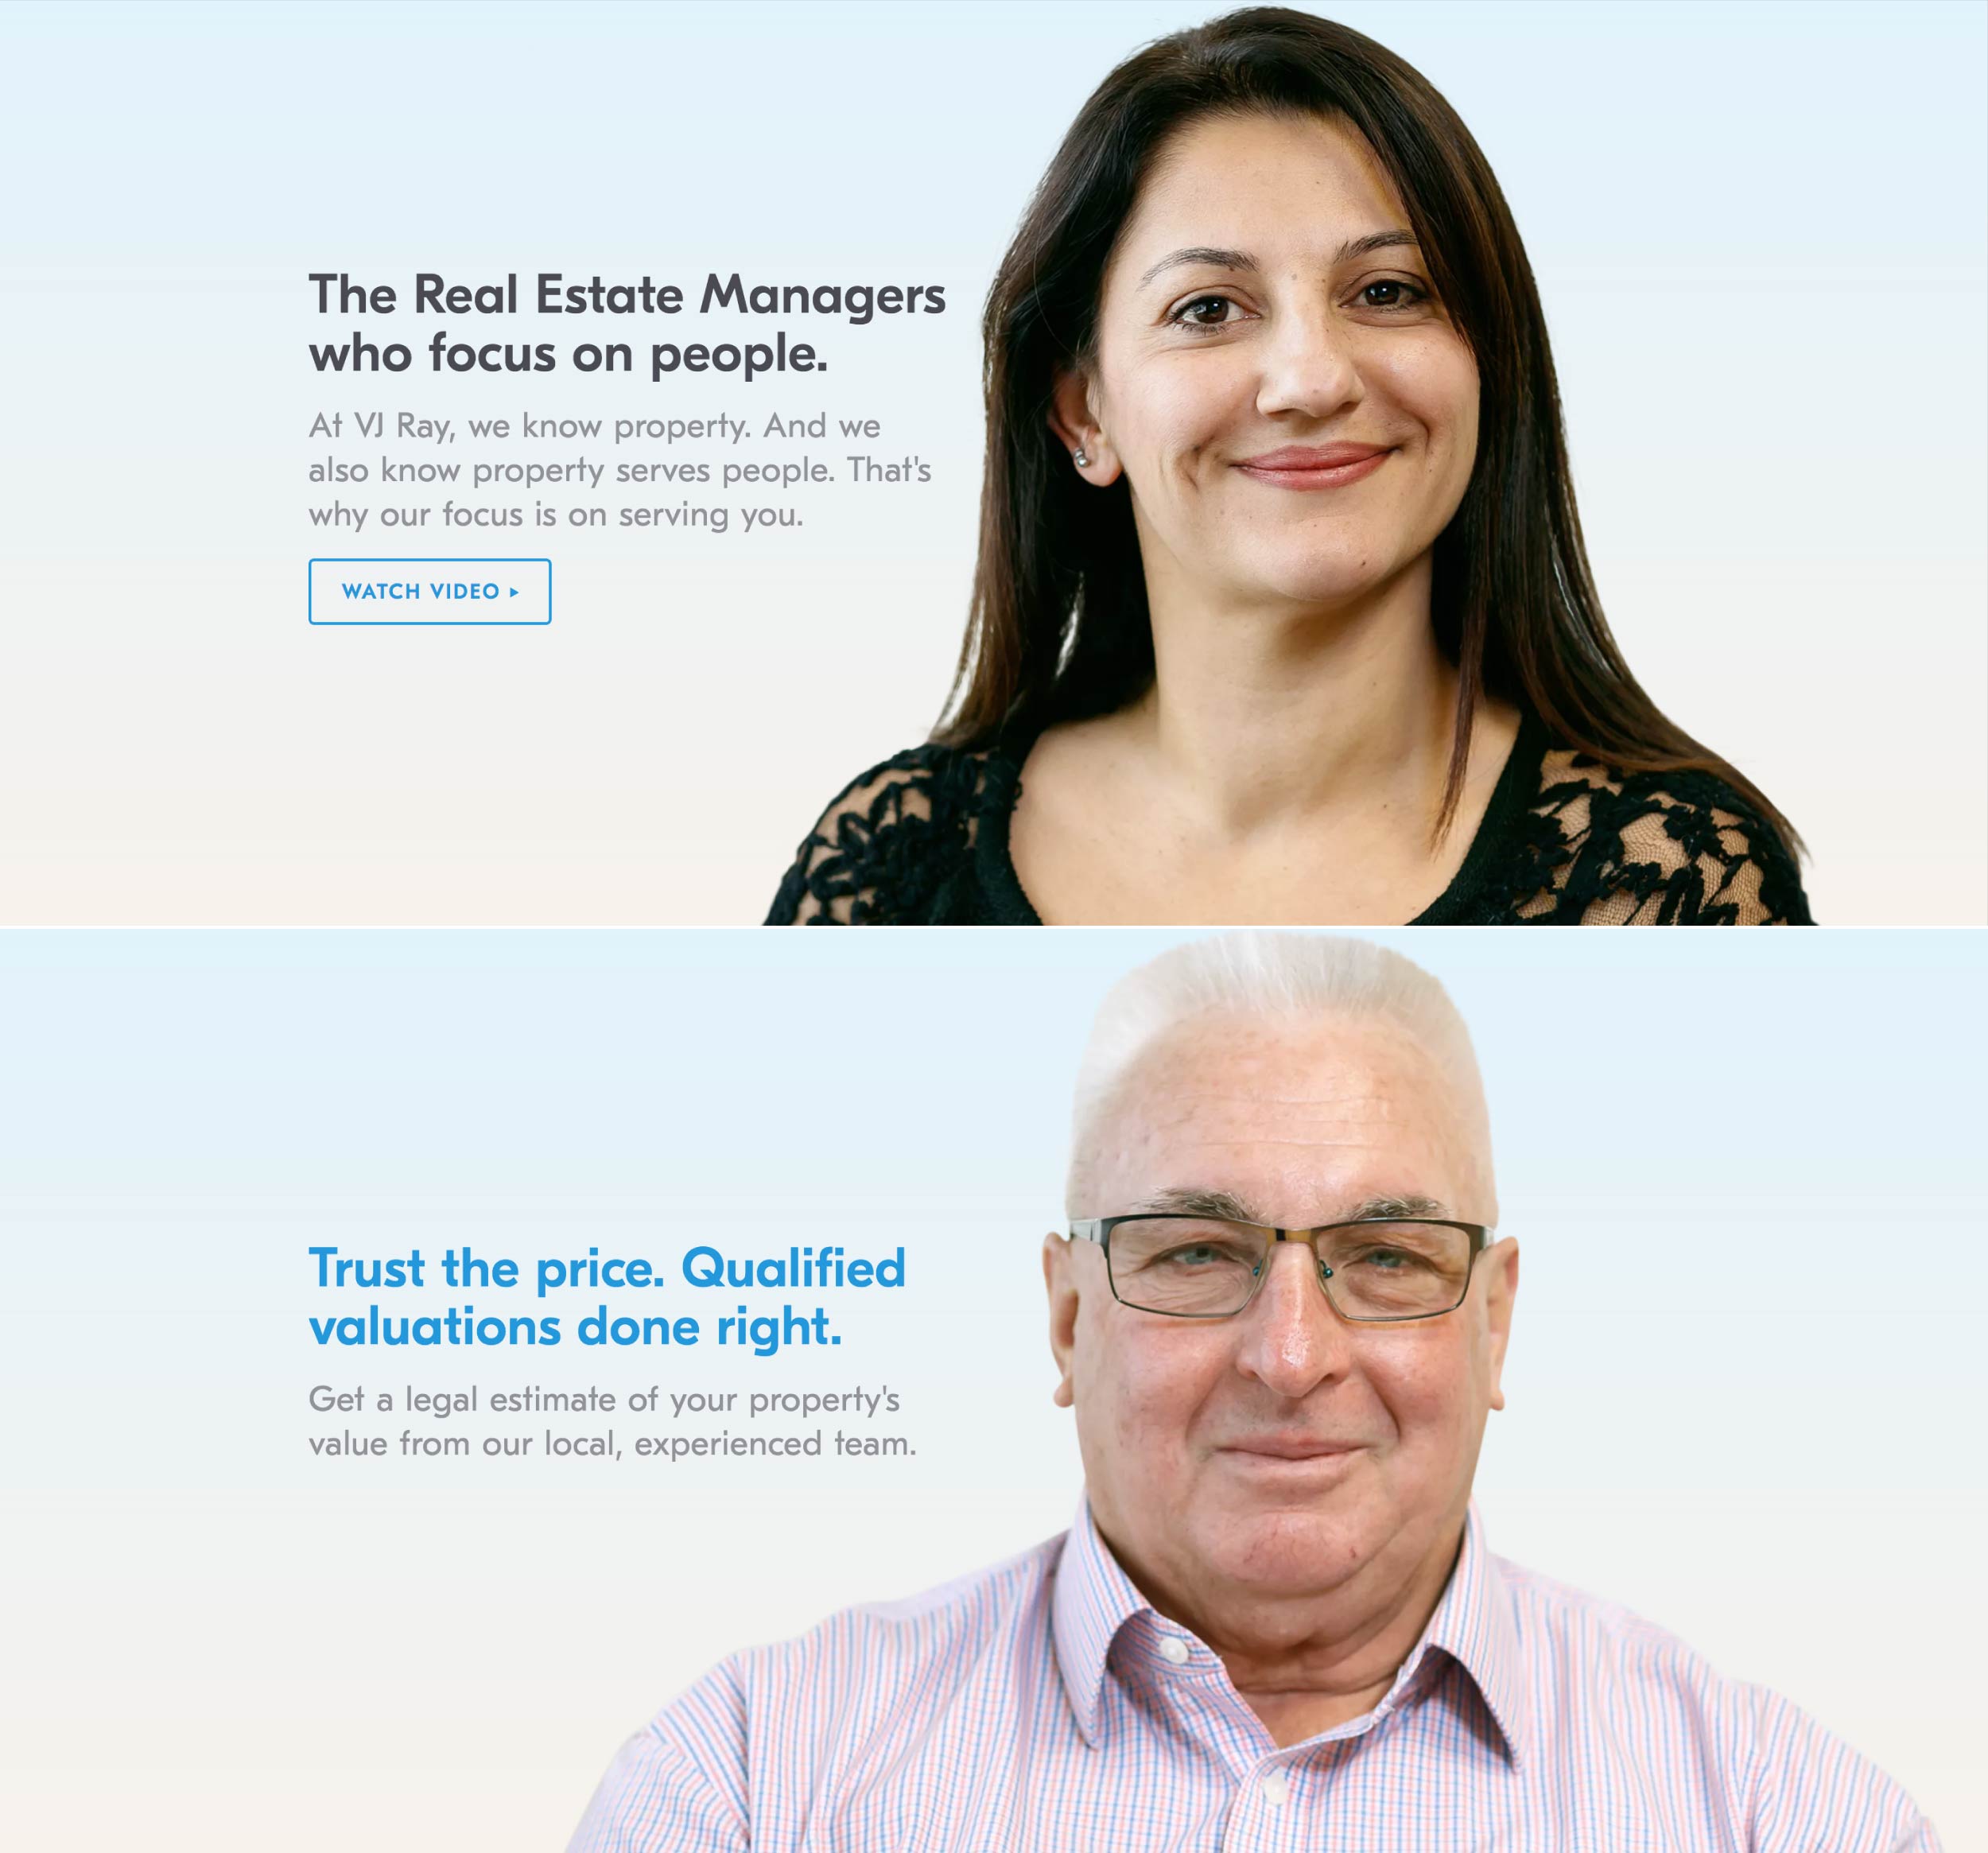 The Real Estate Managers
who focus on people.
At VJ Ray, we know property. And we
also know property serves people. That's
why our focus is on serving you.
WATCH VIDEO ▸
Trust the price. Qualified
valuations done right.
Get a legal estimate of your property's
value from our local, experienced team.